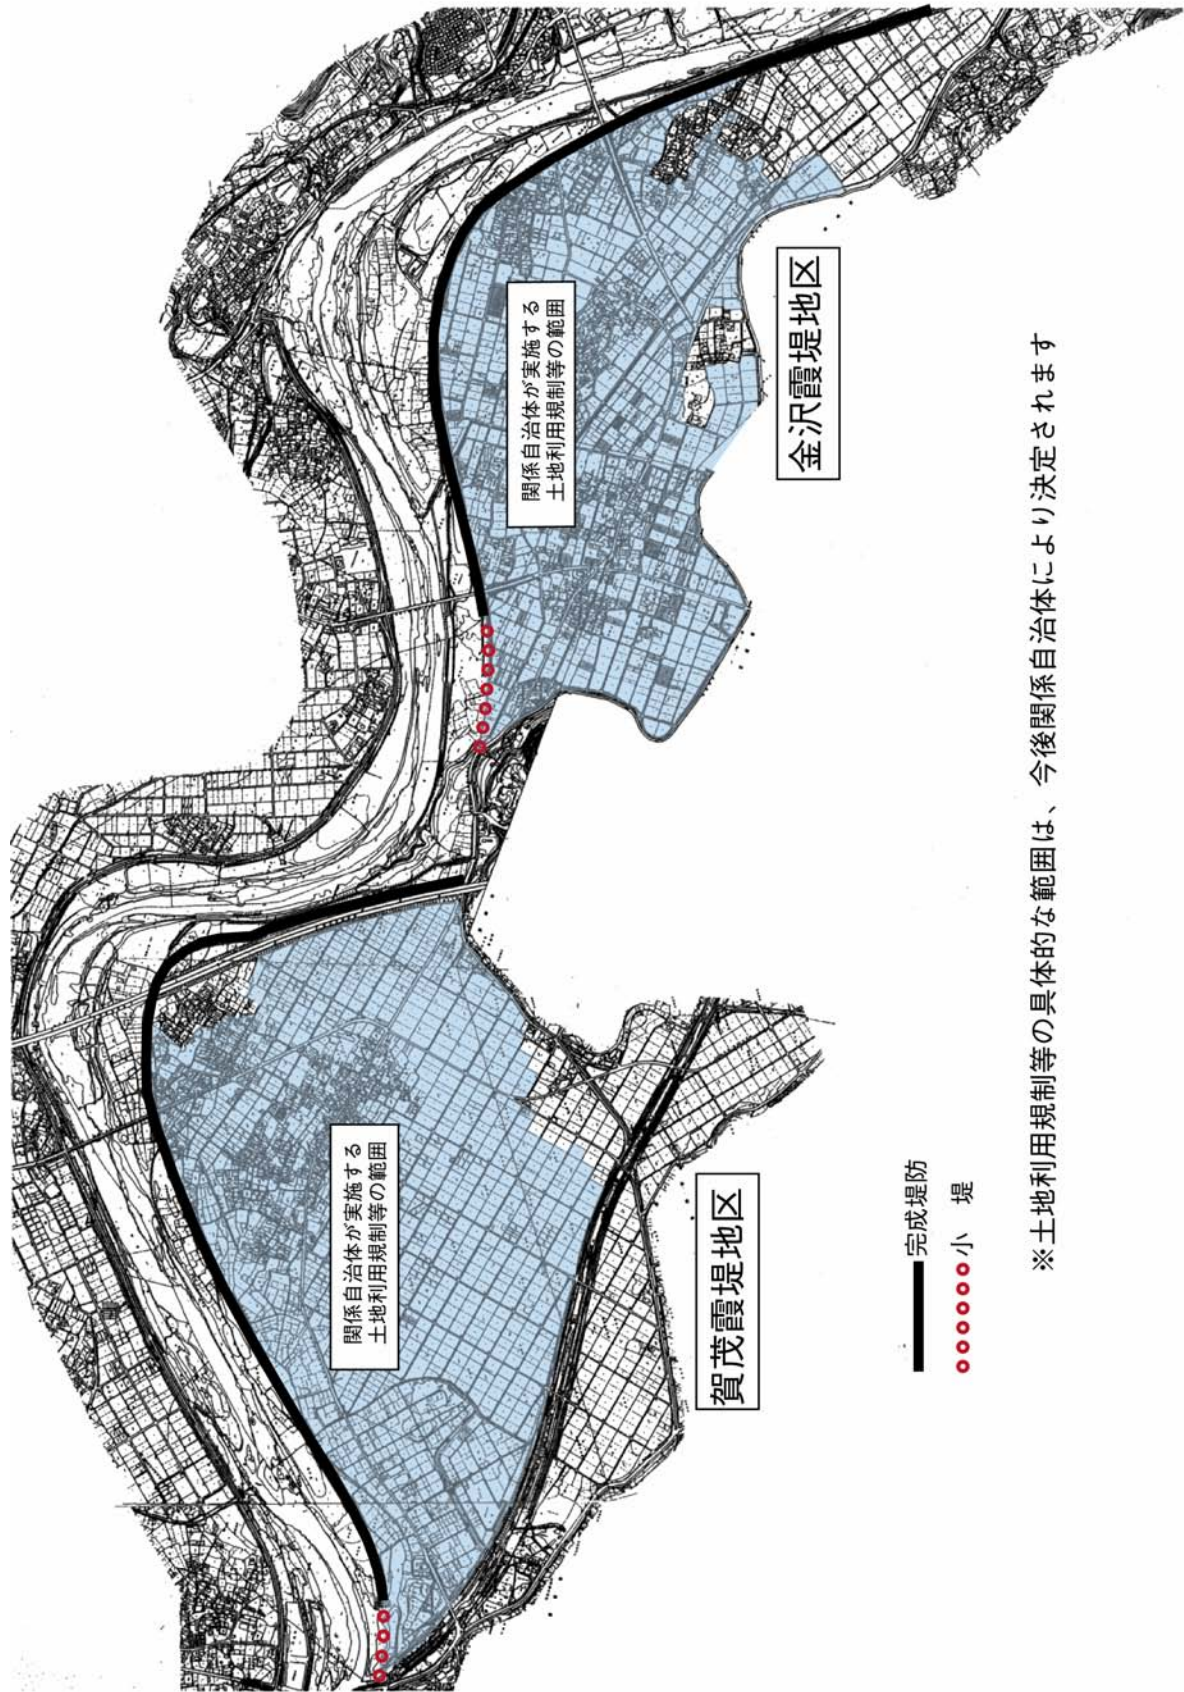 関係自治体が実施する
土地利用規制等の範囲
金沢霞堤地区
関係自治体が実施する
土地利用規制等の範囲
賀茂霞堤地区
完成堤防
小 堤
※土地利用規制等の具体的な範囲は、今後関係自治体により決定されます